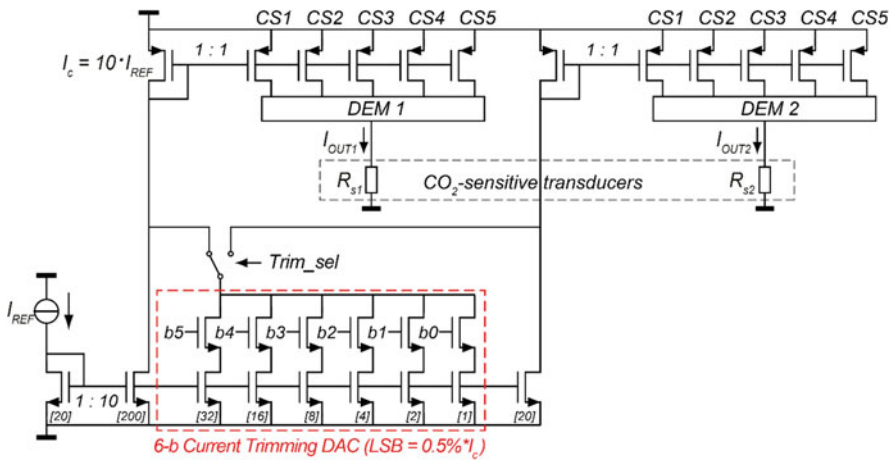 CS1 CS2 CS3 CS4 CS5
CS1 CS2 CS3 CS4 CS5
I_c = 10·I_REF
1 : 1
1 : 1
DEM 1
DEM 2
I_OUT1
I_OUT2
R_s1
CO_2-sensitive transducers
R_s2
Trim_sel
I_REF
b5 b4 b3 b2 b1 b0
1 : 10
[20] [200] [32] [16] [8] [4] [2] [1] [20]
6-b Current Trimming DAC (LSB = 0.5%*I_c)